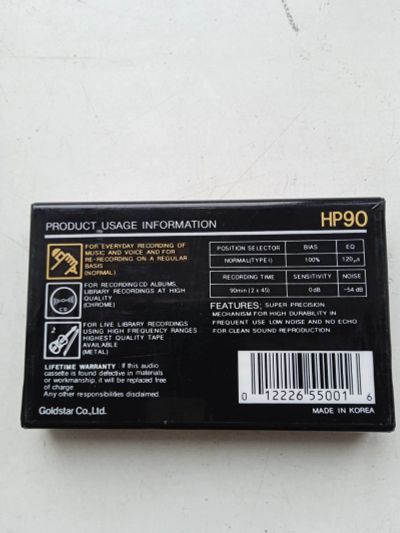 PRODUCT USAGE INFORMATION
HP90
FOR EVERYDAY RECORDING OF
MUSIC AND VOICE AND FOR
RE-RECORDING ON A REGULAR
BASIS
(NORMAL)
CD
FOR RECORDING CD ALBUMS,
LIBRARY RECORDINGS AT HIGH
QUALITY
(CHROME)
FOR LIVE LIBRARY RECORDINGS
USING HIGH FREQUENCY RANGES
HIGHEST QUALITY TAPE
AVAILABLE
(METAL)
LIFETIME WARRANTY : If this audio
cassette is found defective in materials
or workmanship, it will be replaced free
of charge
Any other responsibilities disclaimed
Goldstar Co.,Ltd.
POSITION SELECTOR BIAS EQ
NORMAL(TYPE I) 100% 120㎲
RECORDING TIME SENSITIVITY NOISE
90min (2 x 45) 0dB -54 dB
FEATURES; SUPER PRECISION
MECHANISM FOR HIGH DURABILITY IN
FREQUENT USE LOW NOISE AND NO ECHO
FOR CLEAN SOUND REPRODUCTION
0 12226 55001 6
MADE IN KOREA